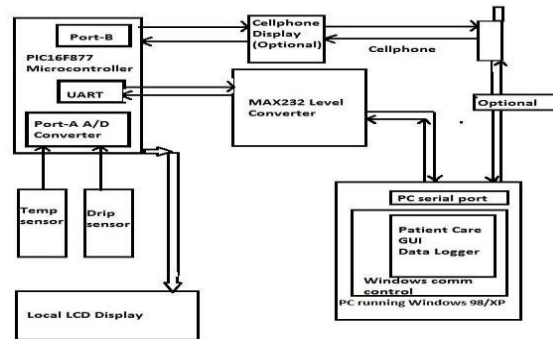 Port-B
PIC16F877
Microcontroller
UART
Port-A A/D
Converter
Temp
sensor
Drip
sensor
Local LCD Display
Cellphone
Display
(Optional)
Cellphone
MAX232 Level
Converter
Optional
PC serial port
Patient Care
GUI
Data Logger
Windows comm
control
PC running Windows 98/XP